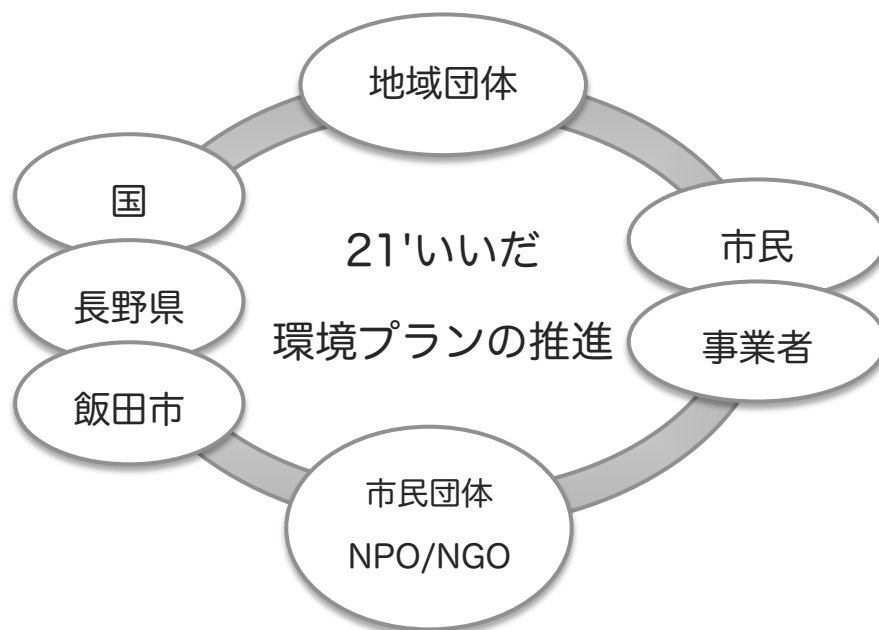 地域団体
国
長野県
飯田市
21'いいだ
環境プランの推進
市民
事業者
市民団体
NPO/NGO